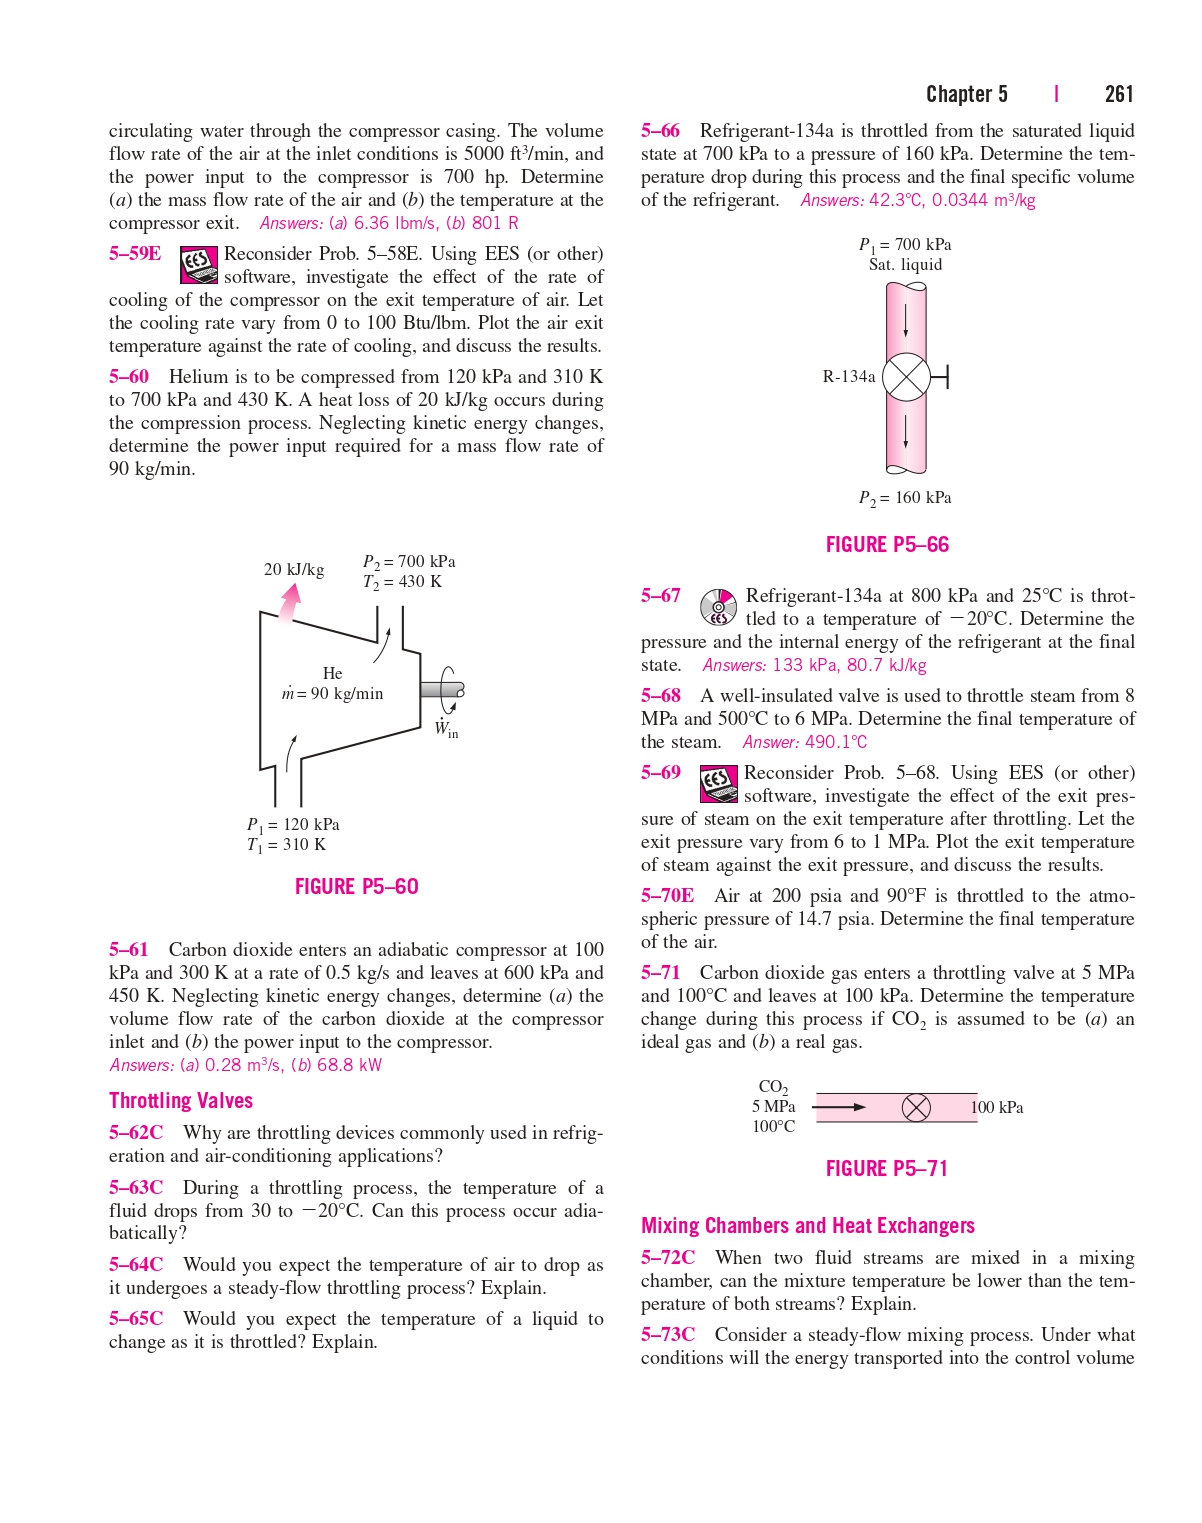 Chapter 5 | 261
circulating water through the compressor casing. The volume
flow rate of the air at the inlet conditions is 5000 ft³/min, and
the power input to the compressor is 700 hp. Determine
(a) the mass flow rate of the air and (b) the temperature at the
compressor exit. Answers: (a) 6.36 lbm/s, (b) 801 R
5–59E EES Reconsider Prob. 5–58E. Using EES (or other)
software, investigate the effect of the rate of
cooling of the compressor on the exit temperature of air. Let
the cooling rate vary from 0 to 100 Btu/lbm. Plot the air exit
temperature against the rate of cooling, and discuss the results.
5–60 Helium is to be compressed from 120 kPa and 310 K
to 700 kPa and 430 K. A heat loss of 20 kJ/kg occurs during
the compression process. Neglecting kinetic energy changes,
determine the power input required for a mass flow rate of
90 kg/min.
20 kJ/kg
P₂ = 700 kPa
T₂ = 430 K
He
ṁ = 90 kg/min
Ẇin
P₁ = 120 kPa
T₁ = 310 K
FIGURE P5–60
5–61 Carbon dioxide enters an adiabatic compressor at 100
kPa and 300 K at a rate of 0.5 kg/s and leaves at 600 kPa and
450 K. Neglecting kinetic energy changes, determine (a) the
volume flow rate of the carbon dioxide at the compressor
inlet and (b) the power input to the compressor.
Answers: (a) 0.28 m³/s, (b) 68.8 kW
Throttling Valves
5–62C Why are throttling devices commonly used in refrig-
eration and air-conditioning applications?
5–63C During a throttling process, the temperature of a
fluid drops from 30 to −20°C. Can this process occur adia-
batically?
5–64C Would you expect the temperature of air to drop as
it undergoes a steady-flow throttling process? Explain.
5–65C Would you expect the temperature of a liquid to
change as it is throttled? Explain.
5–66 Refrigerant-134a is throttled from the saturated liquid
state at 700 kPa to a pressure of 160 kPa. Determine the tem-
perature drop during this process and the final specific volume
of the refrigerant. Answers: 42.3°C, 0.0344 m³/kg
P₁ = 700 kPa
Sat. liquid
R-134a
P₂ = 160 kPa
FIGURE P5–66
5–67 EES Refrigerant-134a at 800 kPa and 25°C is throt-
tled to a temperature of −20°C. Determine the
pressure and the internal energy of the refrigerant at the final
state. Answers: 133 kPa, 80.7 kJ/kg
5–68 A well-insulated valve is used to throttle steam from 8
MPa and 500°C to 6 MPa. Determine the final temperature of
the steam. Answer: 490.1°C
5–69 EES Reconsider Prob. 5–68. Using EES (or other)
software, investigate the effect of the exit pres-
sure of steam on the exit temperature after throttling. Let the
exit pressure vary from 6 to 1 MPa. Plot the exit temperature
of steam against the exit pressure, and discuss the results.
5–70E Air at 200 psia and 90°F is throttled to the atmo-
spheric pressure of 14.7 psia. Determine the final temperature
of the air.
5–71 Carbon dioxide gas enters a throttling valve at 5 MPa
and 100°C and leaves at 100 kPa. Determine the temperature
change during this process if CO₂ is assumed to be (a) an
ideal gas and (b) a real gas.
CO₂
5 MPa
100°C
100 kPa
FIGURE P5–71
Mixing Chambers and Heat Exchangers
5–72C When two fluid streams are mixed in a mixing
chamber, can the mixture temperature be lower than the tem-
perature of both streams? Explain.
5–73C Consider a steady-flow mixing process. Under what
conditions will the energy transported into the control volume